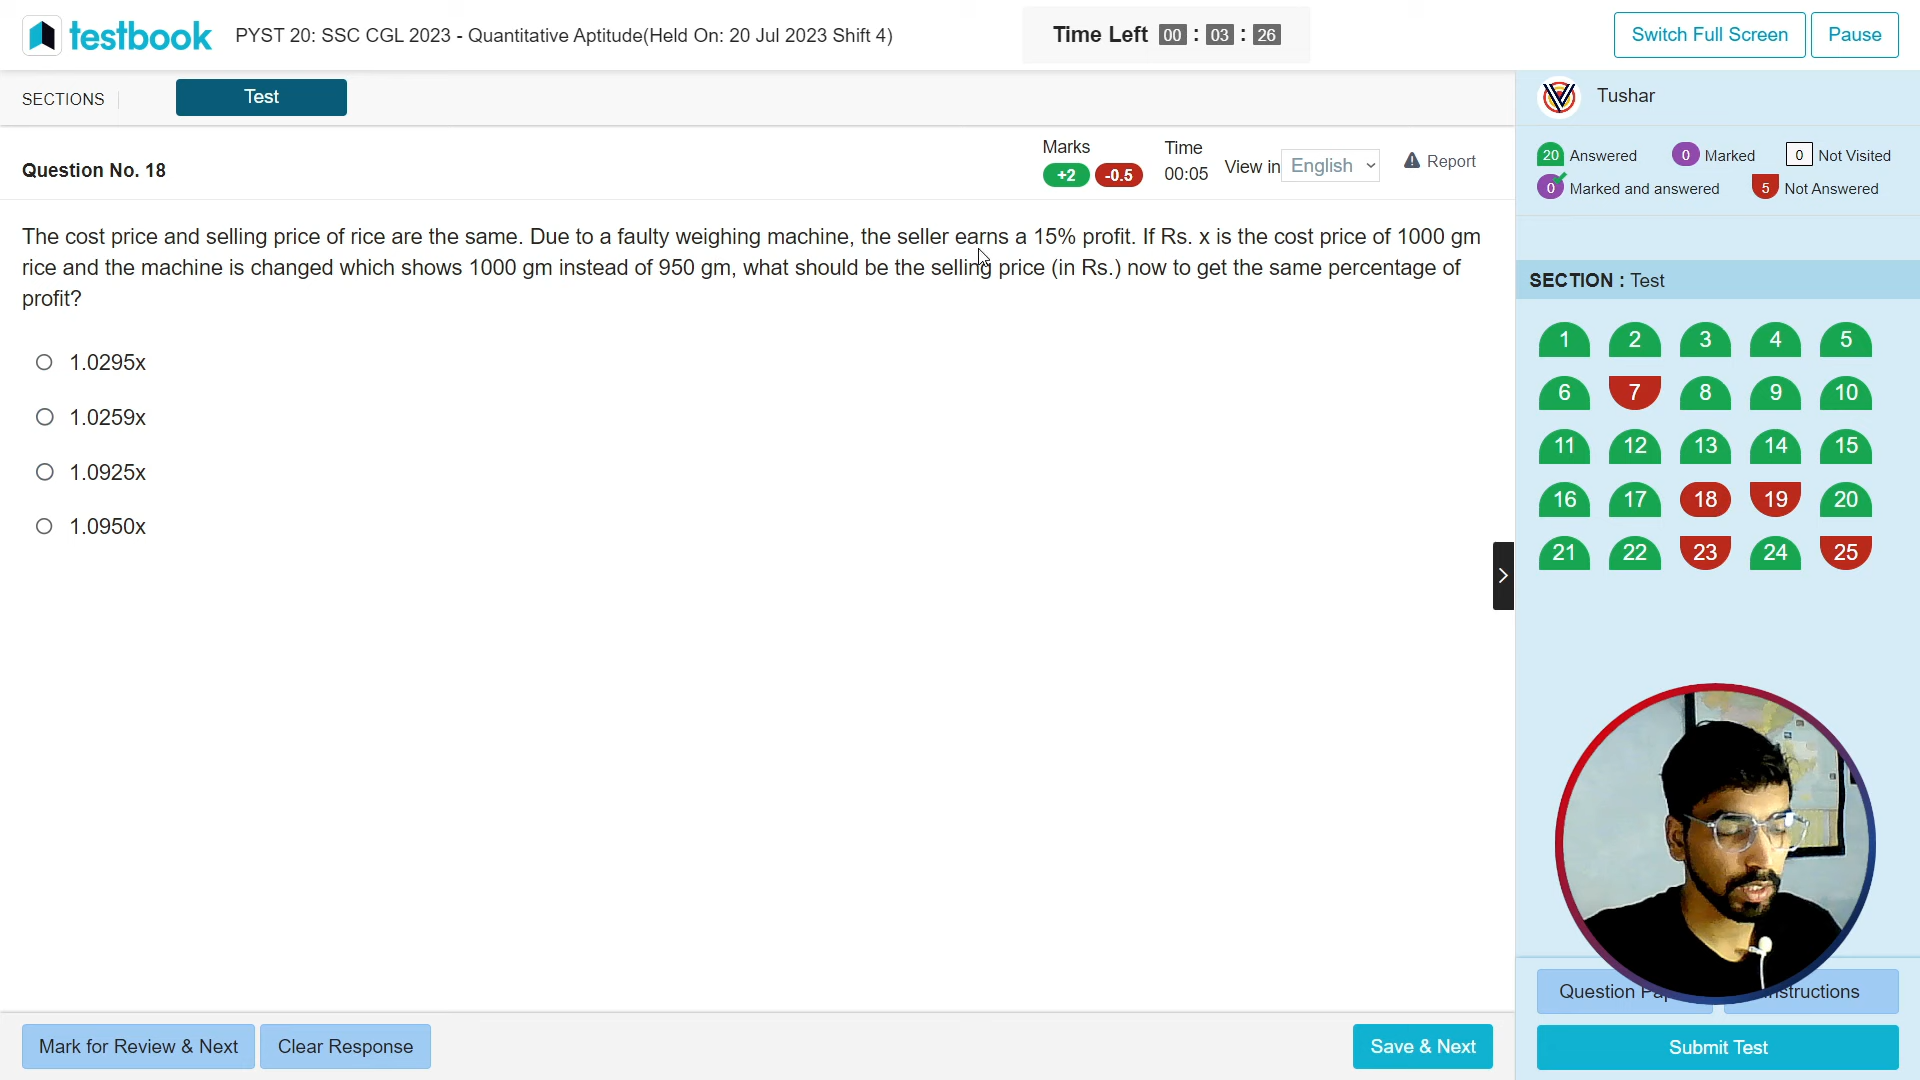 testbook PYST 20: SSC CGL 2023 - Quantitative Aptitude(Held On: 20 Jul 2023 Shift 4) Time Left 00 : 03 : 26 Switch Full Screen Pause
SECTIONS Test
Tushar
20 Answered 0 Marked 0 Not Visited
0 Marked and answered 5 Not Answered
Question No. 18 Marks +2 -0.5 Time 00:05 View in English Report
The cost price and selling price of rice are the same. Due to a faulty weighing machine, the seller earns a 15% profit. If Rs. x is the cost price of 1000 gm
rice and the machine is changed which shows 1000 gm instead of 950 gm, what should be the selling price (in Rs.) now to get the same percentage of
profit?
1.0295x
1.0259x
1.0925x
1.0950x
SECTION : Test
1 2 3 4 5
6 7 8 9 10
11 12 13 14 15
16 17 18 19 20
21 22 23 24 25
Question
Mark for Review & Next Clear Response Save & Next Submit Test